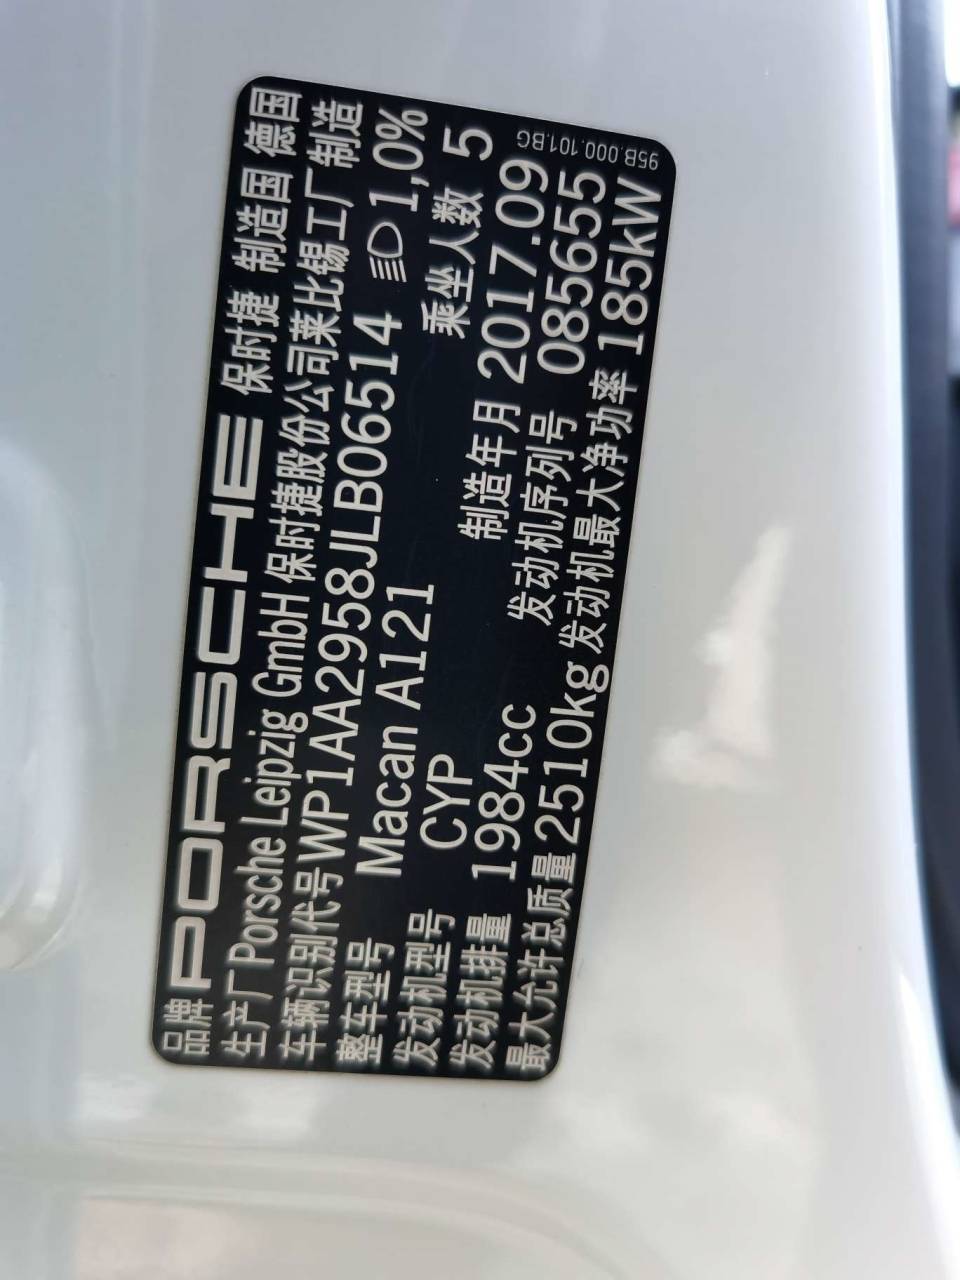 品牌 PORSCHE 保时捷 制造国 德国
生产厂 Porsche Leipzig GmbH 保时捷股份公司莱比锡工厂 制造
车辆识别代号 WP1AA2958JLB06514 1,0%
整车型号 Macan A121 乘坐人数 5
发动机型号 CYP 制造年月 2017.09
发动机排量 1984cc 发动机序列号 085655
最大允许总质量 2510kg 发动机最大净功率 185kW
95B.000.101.BG